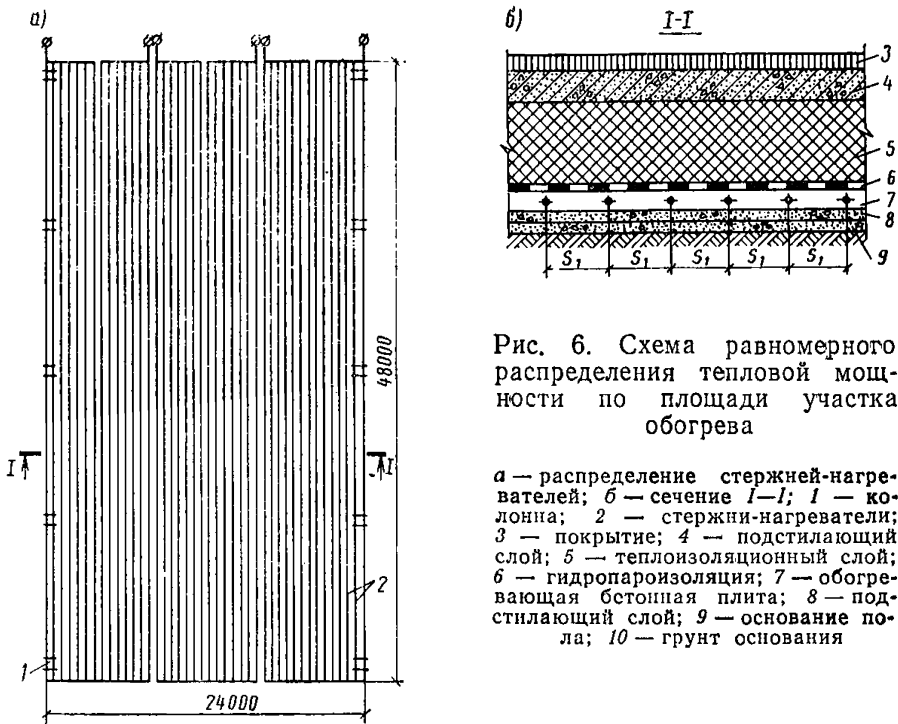 а)
1
2
I
I
48000
24000
б)
I-I
3
4
5
6
7
8
9
S1 S1 S1 S1 S1
Рис. 6. Схема равномерного
распределения тепловой мощ-
ности по площади участка
обогрева
а — распределение стержней-нагре-
вателей; б — сечение I—I; 1 — ко-
лонна; 2 — стержни-нагреватели;
3 — покрытие; 4 — подстилающий
слой; 5 — теплоизоляционный слой;
6 — гидропароизоляция; 7 — обогре-
вающая бетонная плита; 8 — под-
стилающий слой; 9 — основание по-
ла; 10 — грунт основания